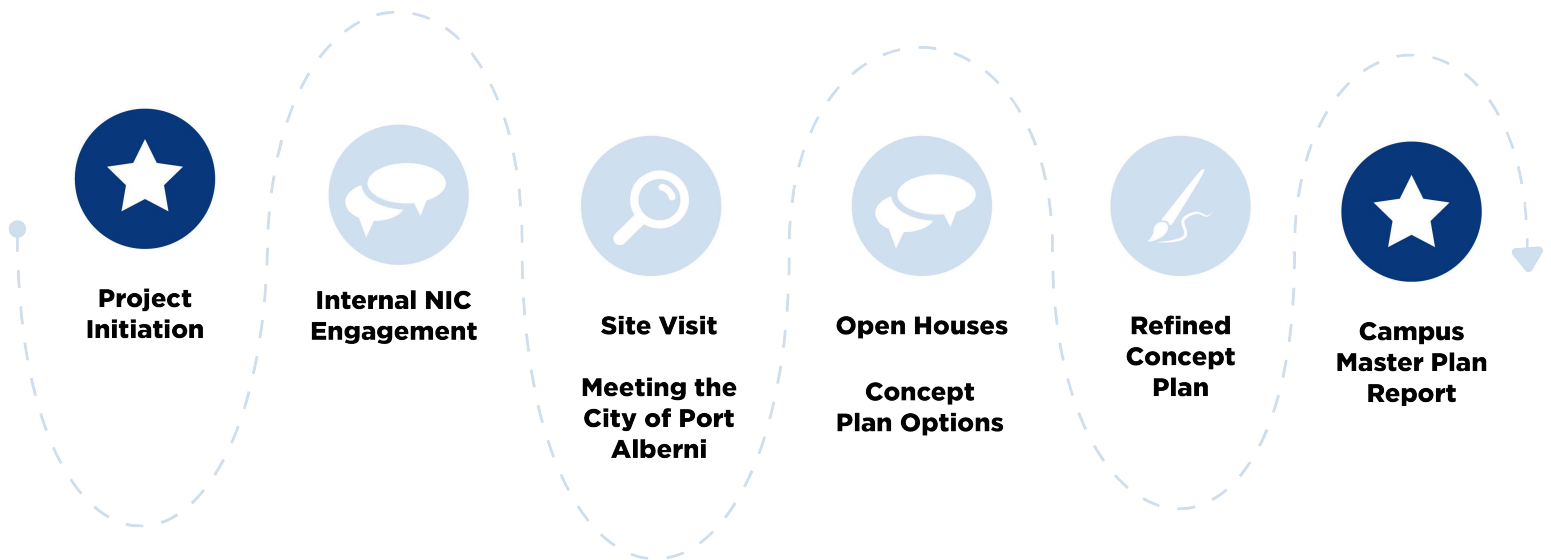 Project
Initiation
Internal NIC
Engagement
Site Visit
Meeting the
City of Port
Alberni
Open Houses
Concept
Plan Options
Refined
Concept
Plan
Campus
Master Plan
Report